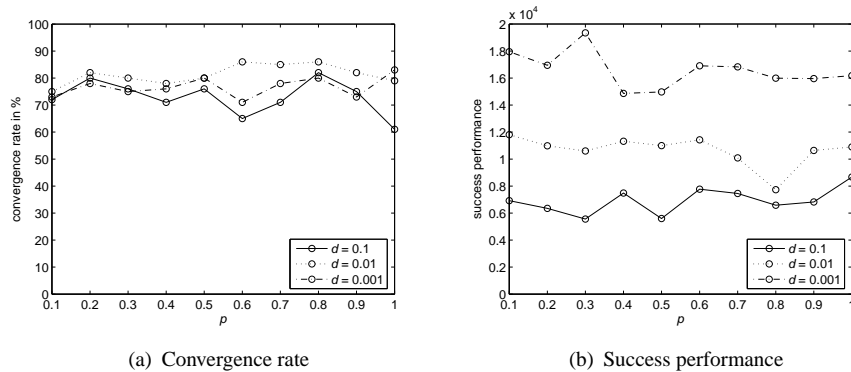 100
90
80
70
60
50
40
30
20
10
0
0.1 0.2 0.3 0.4 0.5 0.6 0.7 0.8 0.9 1
p
convergence rate in %
d = 0.1
d = 0.01
d = 0.001
(a) Convergence rate
2 x 10^4
1.8
1.6
1.4
1.2
1
0.8
0.6
0.4
0.2
0
0.1 0.2 0.3 0.4 0.5 0.6 0.7 0.8 0.9 1
p
success performance
d = 0.1
d = 0.01
d = 0.001
(b) Success performance